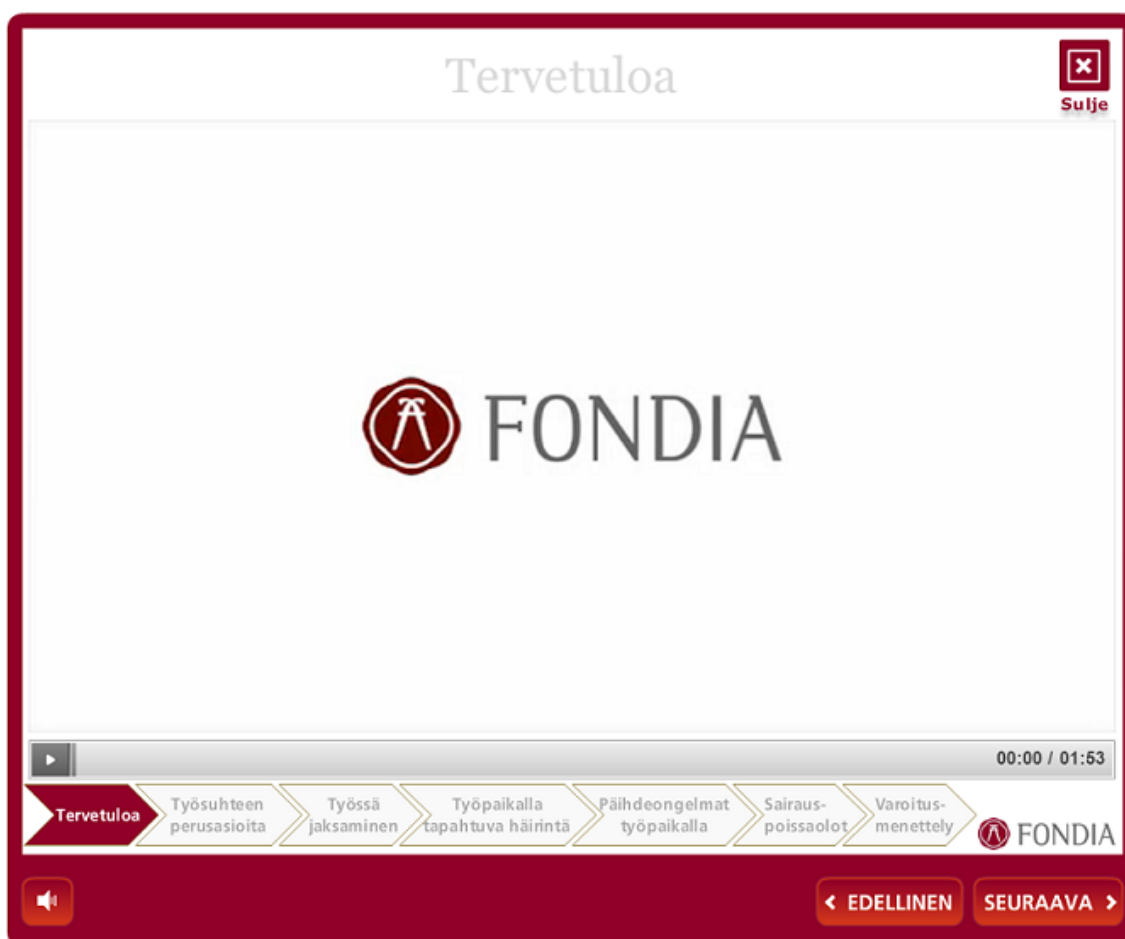 Tervetuloa
Sulje
FONDIA
00:00 / 01:53
Tervetuloa
Työsuhteen
perusasioita
Työssä
jaksaminen
Työpaikalla
tapahtuva häirintä
Päihdeongelmat
työpaikalla
Sairaus-
poissaolot
Varoitus-
menettely
FONDIA
< EDELLINEN
SEURAAVA >